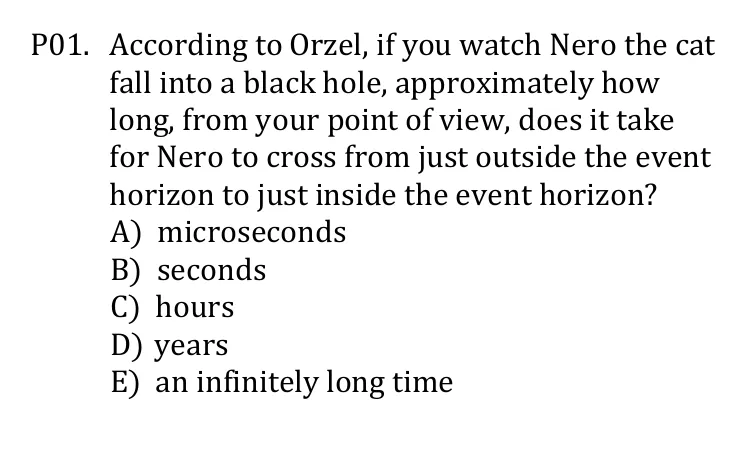 P01. According to Orzel, if you watch Nero the cat
fall into a black hole, approximately how
long, from your point of view, does it take
for Nero to cross from just outside the event
horizon to just inside the event horizon?
A) microseconds
B) seconds
C) hours
D) years
E) an infinitely long time